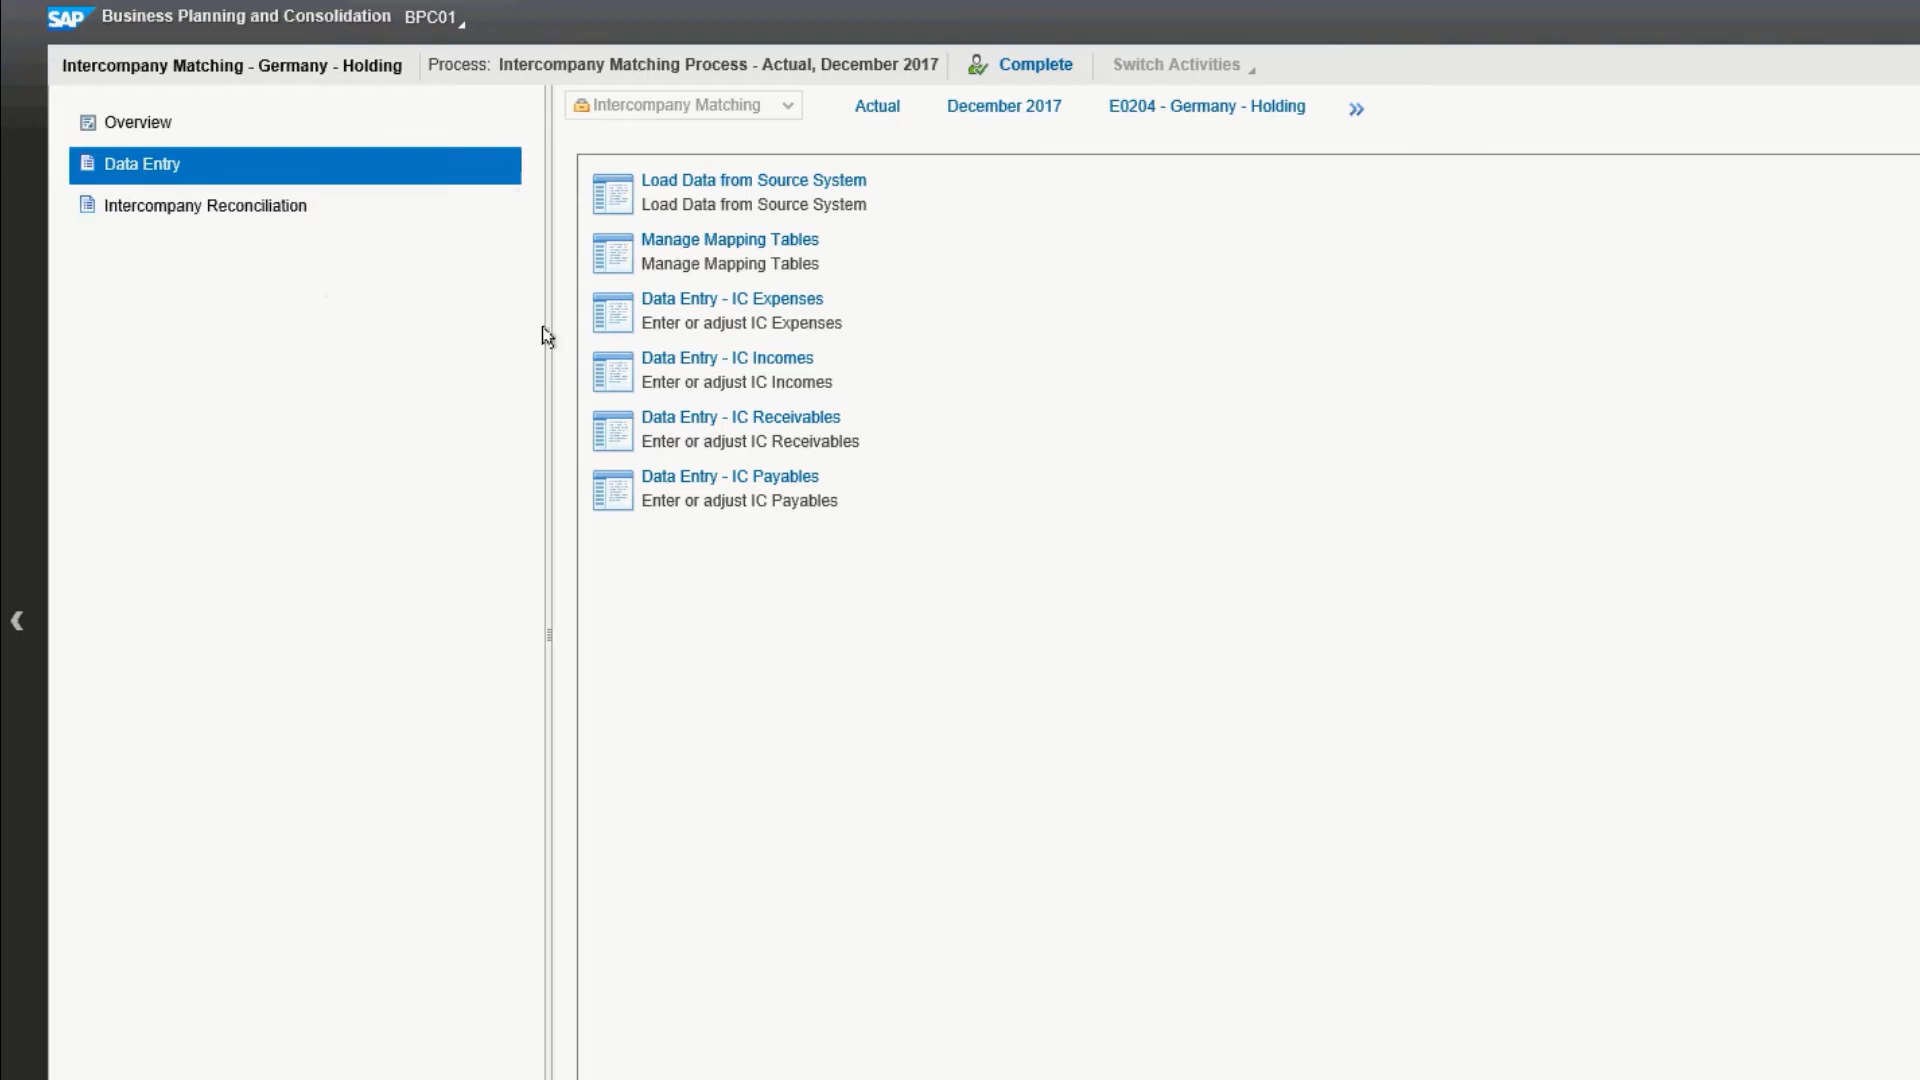 SAP Business Planning and Consolidation BPC01
Intercompany Matching - Germany - Holding Process: Intercompany Matching Process - Actual, December 2017 Complete Switch Activities
Overview
Data Entry
Intercompany Reconciliation
Intercompany Matching Actual December 2017 E0204 - Germany - Holding »
Load Data from Source System
Load Data from Source System
Manage Mapping Tables
Manage Mapping Tables
Data Entry - IC Expenses
Enter or adjust IC Expenses
Data Entry - IC Incomes
Enter or adjust IC Incomes
Data Entry - IC Receivables
Enter or adjust IC Receivables
Data Entry - IC Payables
Enter or adjust IC Payables